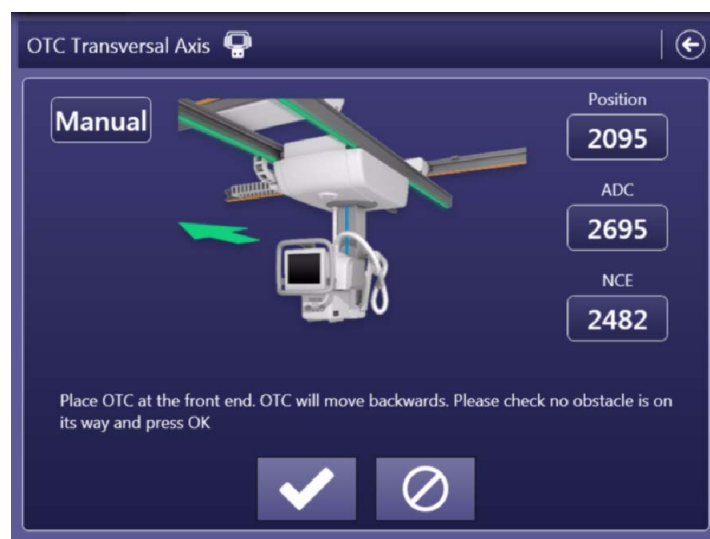 OTC Transversal Axis
Manual
Position
2095
ADC
2695
NCE
2482
Place OTC at the front end. OTC will move backwards. Please check no obstacle is on
its way and press OK